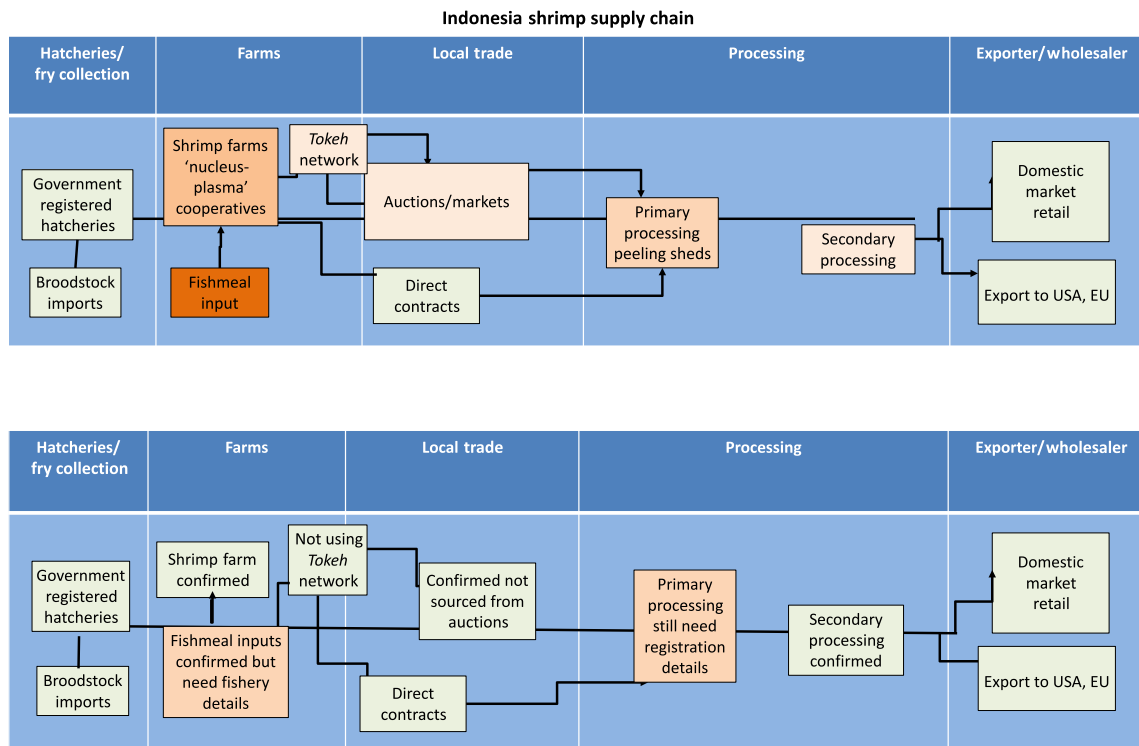 Indonesia shrimp supply chain
Hatcheries/
fry collection
Farms
Local trade
Processing
Exporter/wholesaler
Tokeh
network
Shrimp farms
‘nucleus-
plasma’
cooperatives
Government
registered
hatcheries
Auctions/markets
Domestic
market
retail
Primary
processing
peeling sheds
Secondary
processing
Broodstock
imports
Fishmeal
input
Direct
contracts
Export to USA, EU
Hatcheries/
fry collection
Farms
Local trade
Processing
Exporter/wholesaler
Not using
Tokeh
network
Shrimp farm
confirmed
Government
registered
hatcheries
Confirmed not
sourced from
auctions
Domestic
market
retail
Primary
processing
still need
registration
details
Secondary
processing
confirmed
Fishmeal inputs
confirmed but
need fishery
details
Broodstock
imports
Direct
contracts
Export to USA, EU